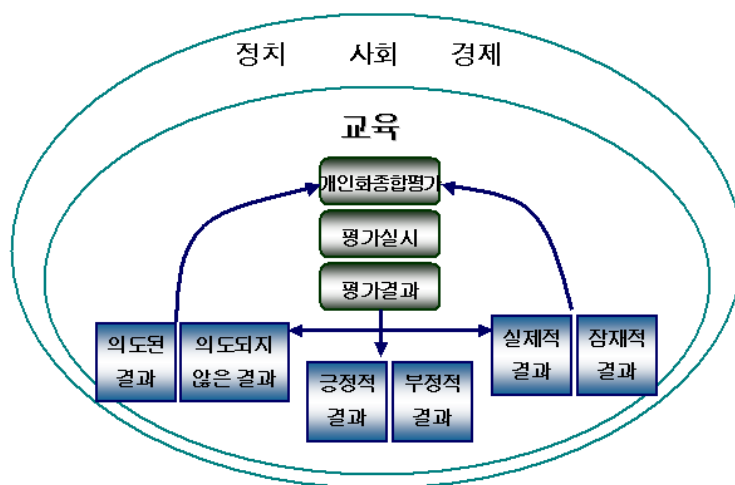 정치 사회 경제
교육
개인화종합평가
평가실시
평가결과
의도된
결과
의도되지
않은 결과
긍정적
결과
부정적
결과
실제적
결과
잠재적
결과